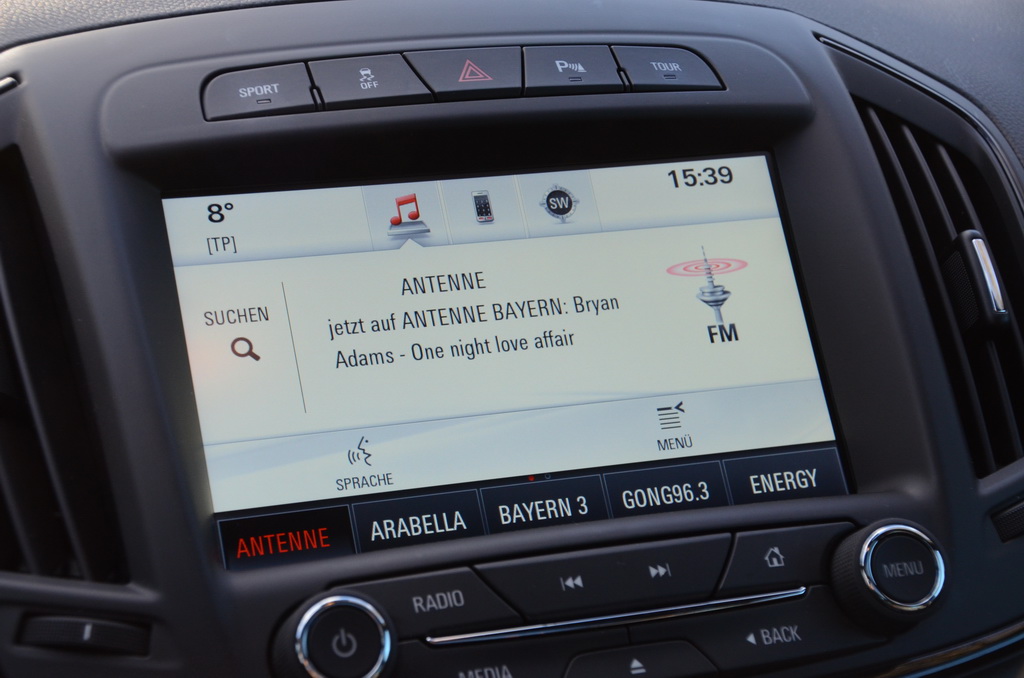 SPORT
OFF
P
TOUR
8°
[TP]
SW
15:39
SUCHEN
ANTENNE
jetzt auf ANTENNE BAYERN: Bryan
Adams - One night love affair
FM
SPRACHE
MENÜ
ANTENNE
ARABELLA
BAYERN 3
GONG96.3
ENERGY
RADIO
MENU
BACK
MEDIA